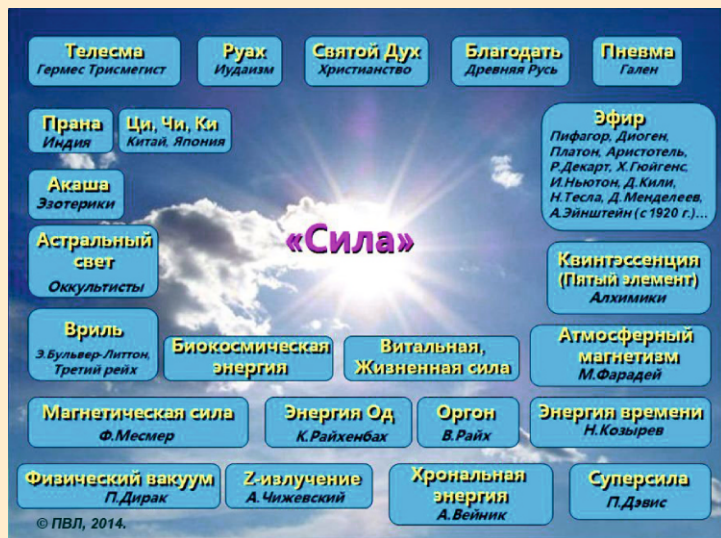 Телесма
Гермес Трисмегист
Руах
Иудаизм
Святой Дух
Христианство
Благодать
Древняя Русь
Пневма
Гален
Прана
Индия
Ци, Чи, Ки
Китай, Япония
Эфир
Пифагор, Диоген,
Платон, Аристотель,
Р.Декарт, Х.Гюйгенс,
И.Ньютон, Д.Кили,
Н.Тесла, Д.Менделеев,
А.Эйнштейн (с 1920 г.)...
Акаша
Эзотерики
Астральный
свет
Оккультисты
«Сила»
Квинтэссенция
(Пятый элемент)
Алхимики
Вриль
Э.Бульвер-Литтон,
Третий рейх
Биокосмическая
энергия
Витальная,
Жизненная сила
Атмосферный
магнетизм
М.Фарадей
Магнетическая сила
Ф.Месмер
Энергия Од
К.Райхенбах
Оргон
В.Райх
Энергия времени
Н.Козырев
Физический вакуум
П.Дирак
Z-излучение
А.Чижевский
Хрональная
энергия
А.Вейник
Суперсила
П.Дэвис
© ПВЛ, 2014.